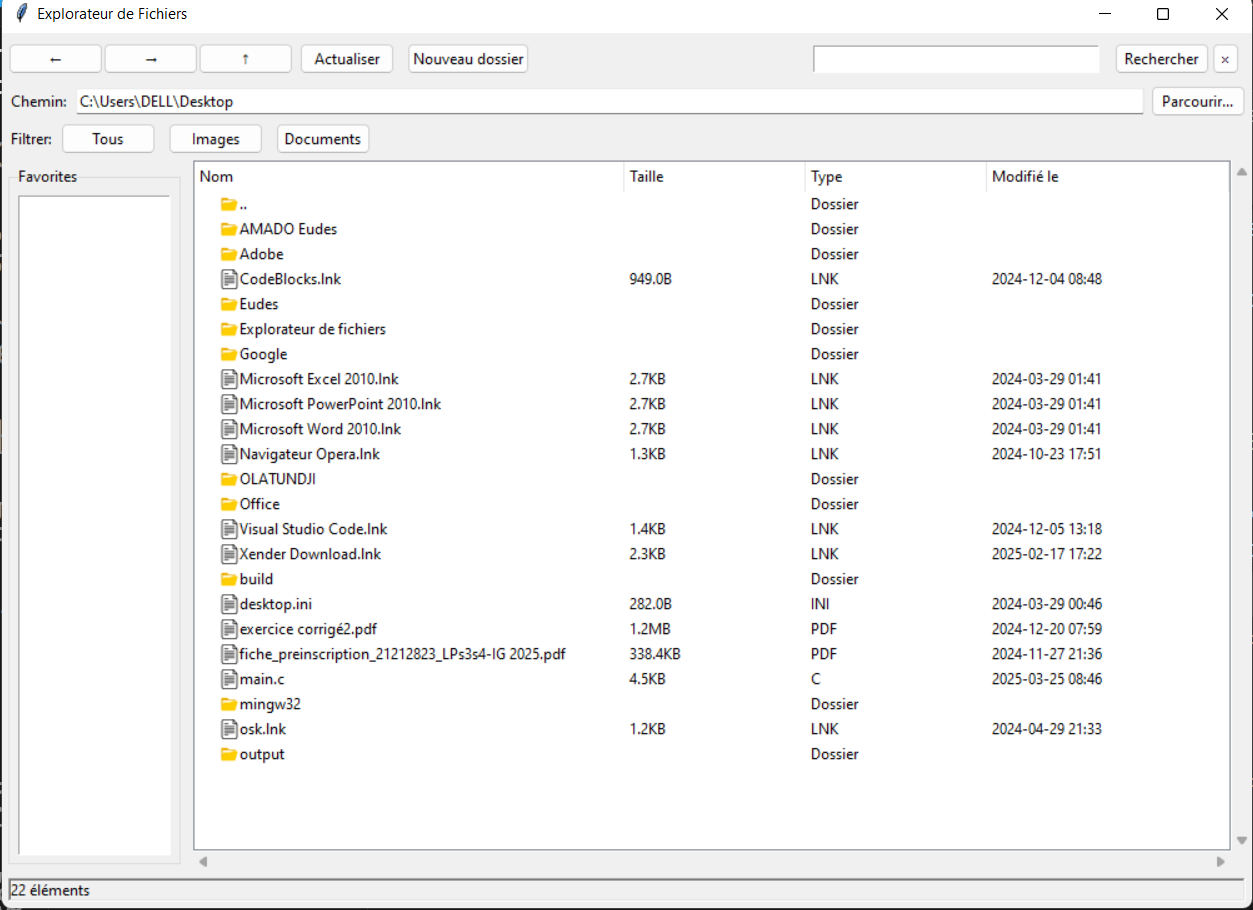 Explorateur de Fichiers
← → ↑ Actualiser Nouveau dossier Rechercher ×
Chemin: C:\Users\DELL\Desktop Parcourir...
Filtrer: Tous Images Documents
Favorites
Nom Taille Type Modifié le
.. Dossier
AMADO Eudes Dossier
Adobe Dossier
CodeBlocks.lnk 949.0B LNK 2024-12-04 08:48
Eudes Dossier
Explorateur de fichiers Dossier
Google Dossier
Microsoft Excel 2010.lnk 2.7KB LNK 2024-03-29 01:41
Microsoft PowerPoint 2010.lnk 2.7KB LNK 2024-03-29 01:41
Microsoft Word 2010.lnk 2.7KB LNK 2024-03-29 01:41
Navigateur Opera.lnk 1.3KB LNK 2024-10-23 17:51
OLATUNDJI Dossier
Office Dossier
Visual Studio Code.lnk 1.4KB LNK 2024-12-05 13:18
Xender Download.lnk 2.3KB LNK 2025-02-17 17:22
build Dossier
desktop.ini 282.0B INI 2024-03-29 00:46
exercice corrigé2.pdf 1.2MB PDF 2024-12-20 07:59
fiche_preinscription_21212823_LPs3s4-IG 2025.pdf 338.4KB PDF 2024-11-27 21:36
main.c 4.5KB C 2025-03-25 08:46
mingw32 Dossier
osk.lnk 1.2KB LNK 2024-04-29 21:33
output Dossier
22 éléments